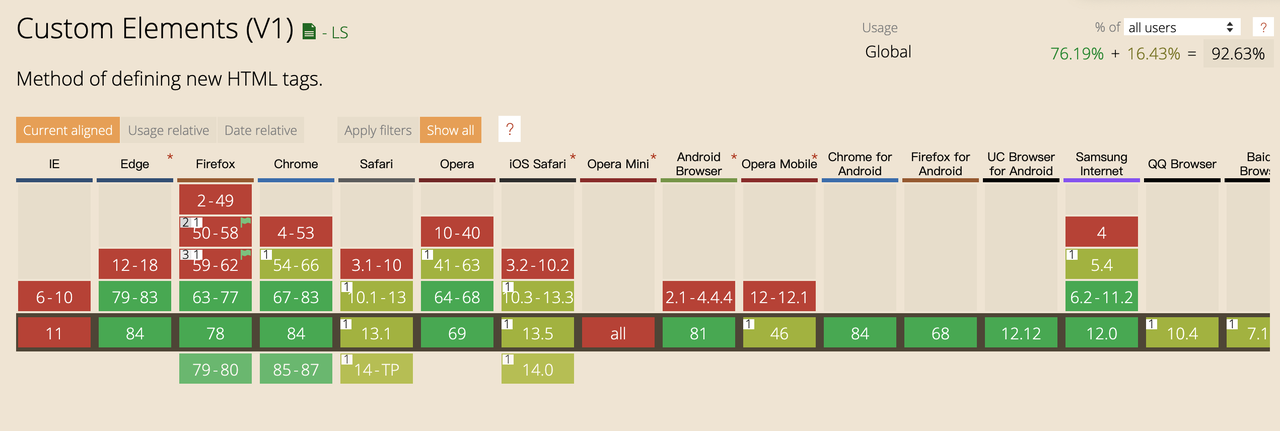 Custom Elements (V1) - LS
Usage % of all users ?
Global 76.19% + 16.43% = 92.63%
Method of defining new HTML tags.
Current aligned Usage relative Date relative Apply filters Show all ?
IE Edge * Firefox Chrome Safari Opera iOS Safari * Opera Mini * Android Browser * Opera Mobile * Chrome for Android Firefox for Android UC Browser for Android Samsung Internet QQ Browser
2-49
2 1 50-58 4-53 10-40 4
12-18 3 1 59-62 1 54-66 3.1-10 1 41-63 3.2-10.2 1 5.4
6-10 79-83 63-77 67-83 1 10.1-13 64-68 1 10.3-13.3 2.1-4.4.4 12-12.1 6.2-11.2
11 84 78 84 1 13.1 69 1 13.5 all 81 1 46 84 68 12.12 12.0 1 10.4 1 7.1
79-80 85-87 1 14-TP 1 14.0